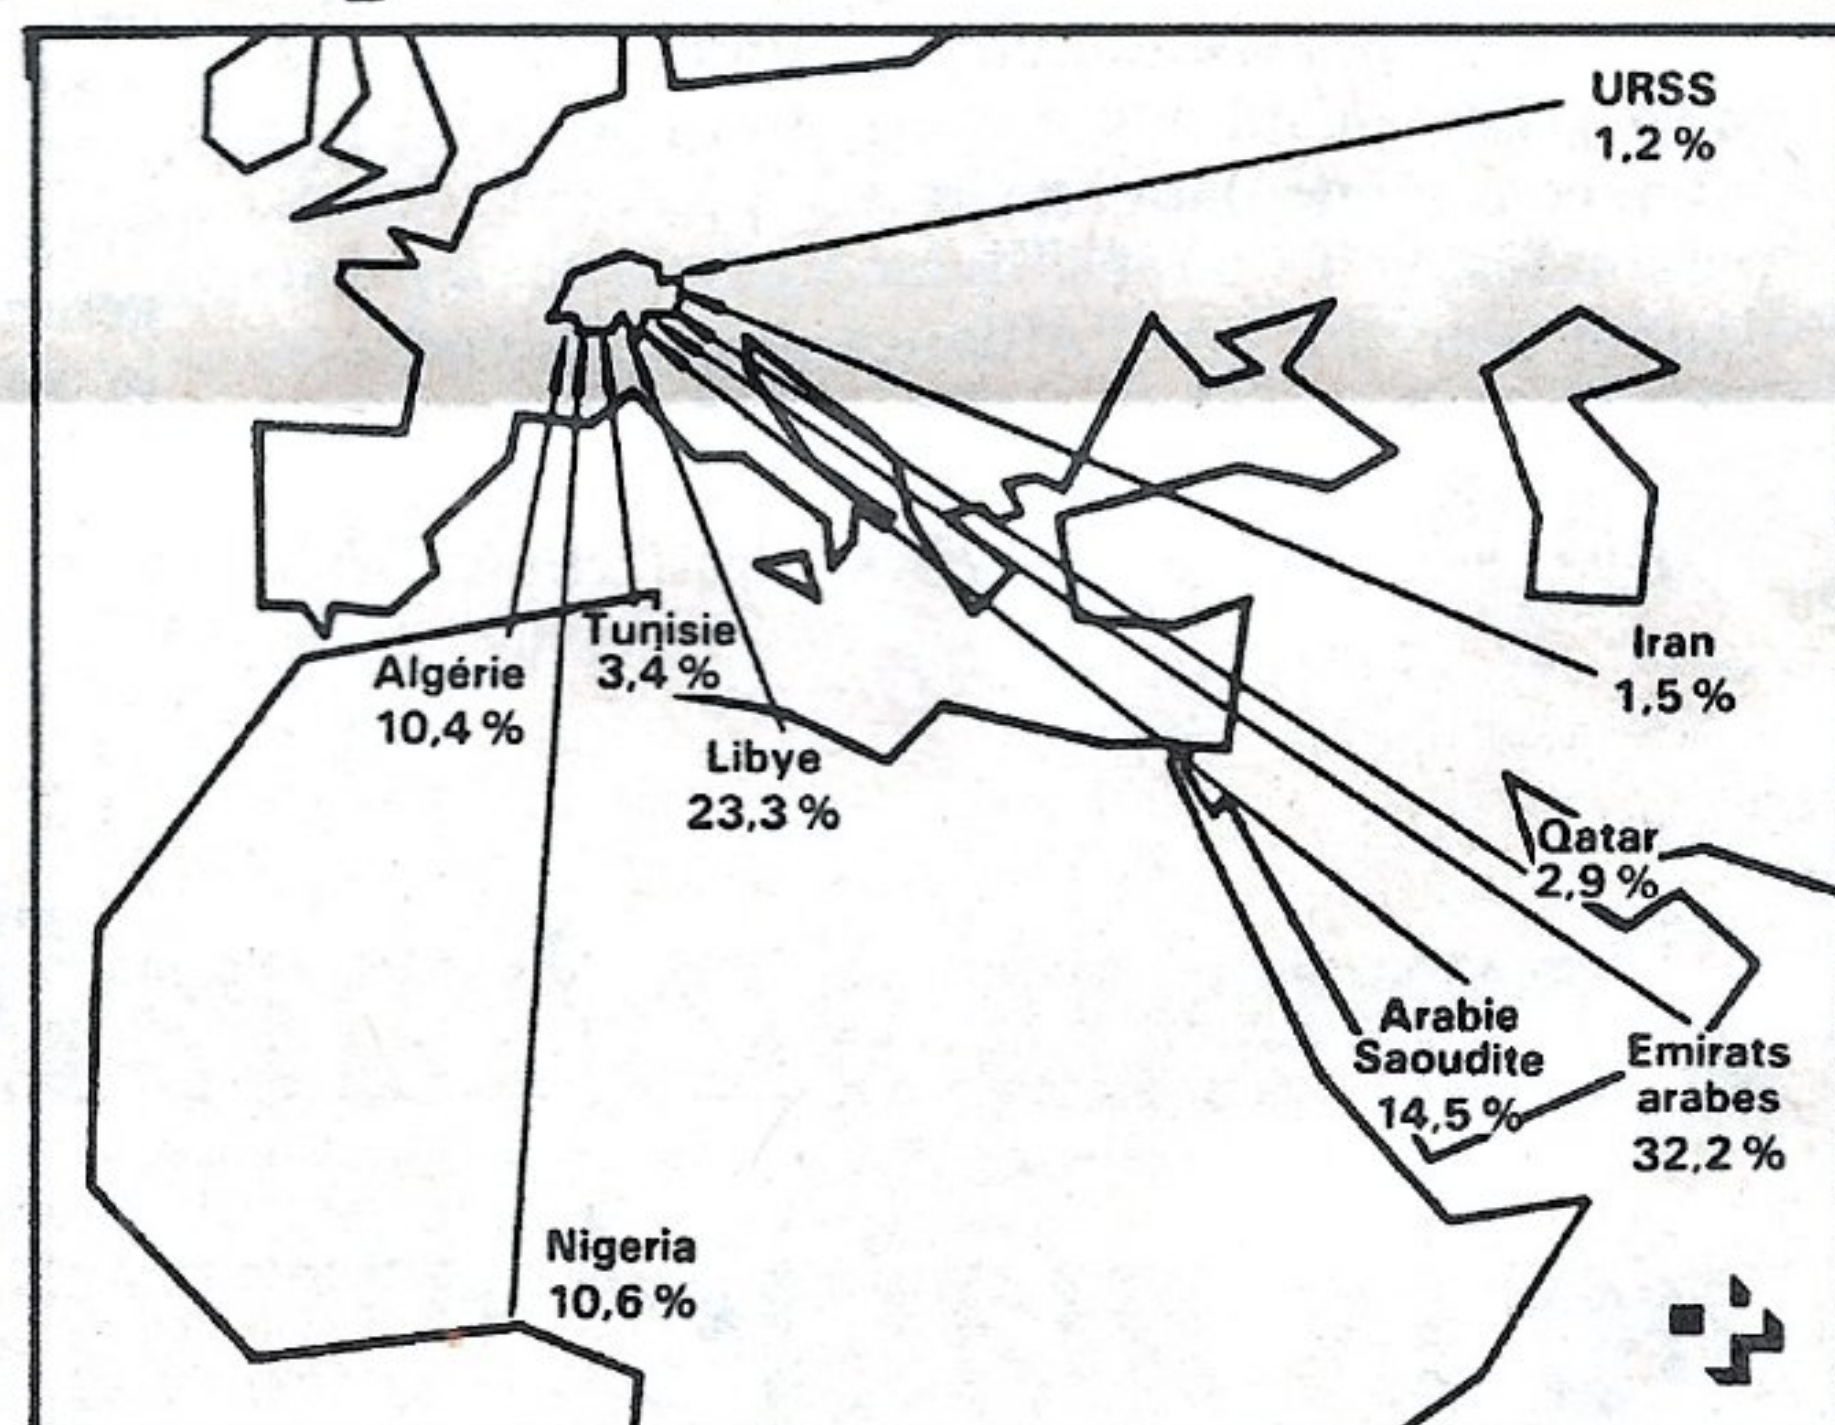 URSS
1,2 %
Iran
1,5 %
Tunisie
3,4 %
Algérie
10,4 %
Libye
23,3 %
Qatar
2,9 %
Arabie
Saoudite
14,5 %
Emirats
arabes
32,2 %
Nigeria
10,6 %